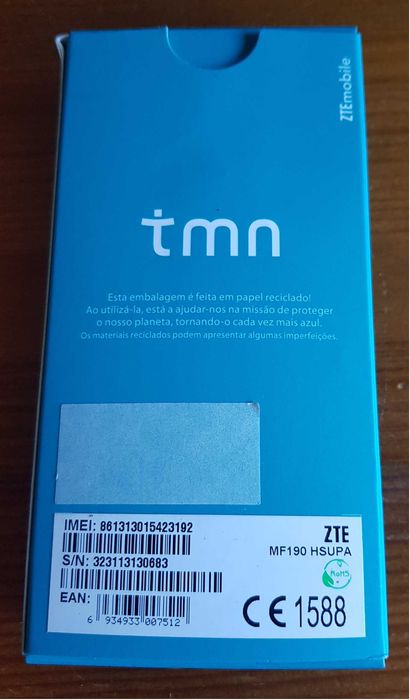 ZTEmobile
tmn
Esta embalagem é feita em papel reciclado!
Ao utilizá-la, está a ajudar-nos na missão de proteger
o nosso planeta, tornando-o cada vez mais azul.
Os materiais reciclados podem apresentar algumas imperfeições.
IMEI: 861313015423192
S/N: 323113130683
EAN:
6 934933 007512
ZTE
MF190 HSUPA
RoHS
CE 1588